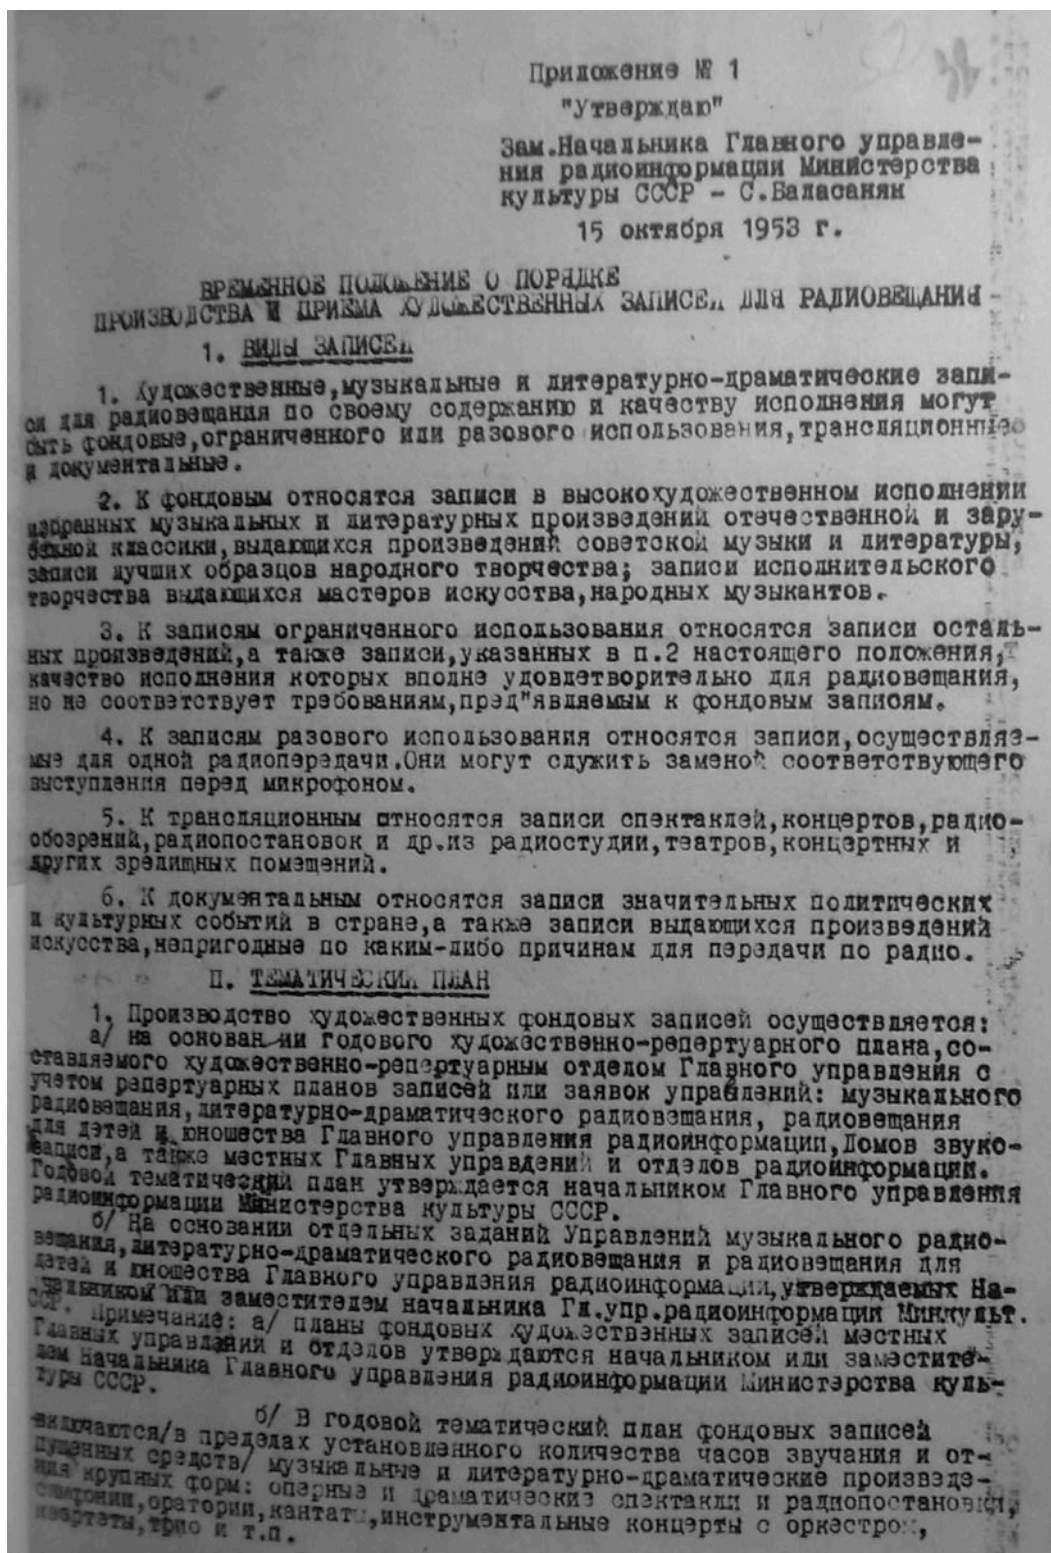 Приложение № 1
"Утверждаю"
Зам.Начальника Главного управле-
ния радиоинформации Министерства
культуры СССР - С.Баласанян
15 октября 1953 г.
ВРЕМЕННОЕ ПОЛОЖЕНИЕ О ПОРЯДКЕ
ПРОИЗВОДСТВА И ПРИЕМА ХУДОЖЕСТВЕННЫХ ЗАПИСЕЙ ДЛЯ РАДИОВЕЩАНИЯ -
1. ВИДЫ ЗАПИСЕЙ
1. Художественные,музыкальные и литературно-драматические запи-
си для радиовещания по своему содержанию и качеству исполнения могут
быть фондовые,ограниченного или разового использования,трансляционные
и документальные.
2. К фондовым относятся записи в высокохудожественном исполнении
избранных музыкальных и литературных произведений отечественной и зару-
бежной классики,выдающихся произведений советской музыки и литературы,
записи лучших образцов народного творчества; записи исполнительского
творчества выдающихся мастеров искусства,народных музыкантов.
3. К записям ограниченного использования относятся записи осталь-
ных произведений,а также записи,указанных в п.2 настоящего положения,
качество исполнения которых вполне удовлетворительно для радиовещания,
но не соответствует требованиям,пред"являемым к фондовым записям.
4. К записям разового использования относятся записи,осуществляе-
мые для одной радиопередачи.Они могут служить заменой соответствующего
выступления перед микрофоном.
5. К трансляционным относятся записи спектаклей,концертов,радио-
обозрений,радиопостановок и др.из радиостудии,театров,концертных и
других зрелищных помещений.
6. К документальным относятся записи значительных политических
и культурных событий в стране,а также записи выдающихся произведений
искусства,непригодные по каким-либо причинам для передачи по радио.
П. ТЕМАТИЧЕСКИЙ ПЛАН
1. Производство художественных фондовых записей осуществляется:
а/ на основании годового художественно-репертуарного плана,со-
ставляемого художественно-репертуарным отделом Главного управления с
учетом репертуарных планов записей или заявок управлений: музыкального
радиовещания,литературно-драматического радиовещания, радиовещания
для детей и юношества Главного управления радиоинформации,Домов звуко-
записи,а также местных Главных управлений и отделов радиоинформации.
Годовой тематический план утверждается начальником Главного управления
радиоинформации Министерства культуры СССР.
б/ На основании отдельных заданий Управлений музыкального радио-
вещания,литературно-драматического радиовещания и радиовещания для
детей и юношества Главного управления радиоинформации,утверждаемых На-
чальником или заместителем начальника Гл.упр.радиоинформации Минкульт.
СССР. Примечание: а/ планы фондовых художественных записей местных
Главных управлений и отделов утверждаются начальником или заместите-
лем начальника Главного управления радиоинформации Министерства куль-
туры СССР.
б/ В годовой тематический план фондовых записей
включаются/в пределах установленного количества часов звучания и от-
пущенных средств/ музыкальные и литературно-драматические произведе-
ния крупных форм: оперные и драматические спектакли и радиопостановки,
симфонии,оратории,кантаты,инструментальные концерты с оркестром,
квартеты,трио и т.п.